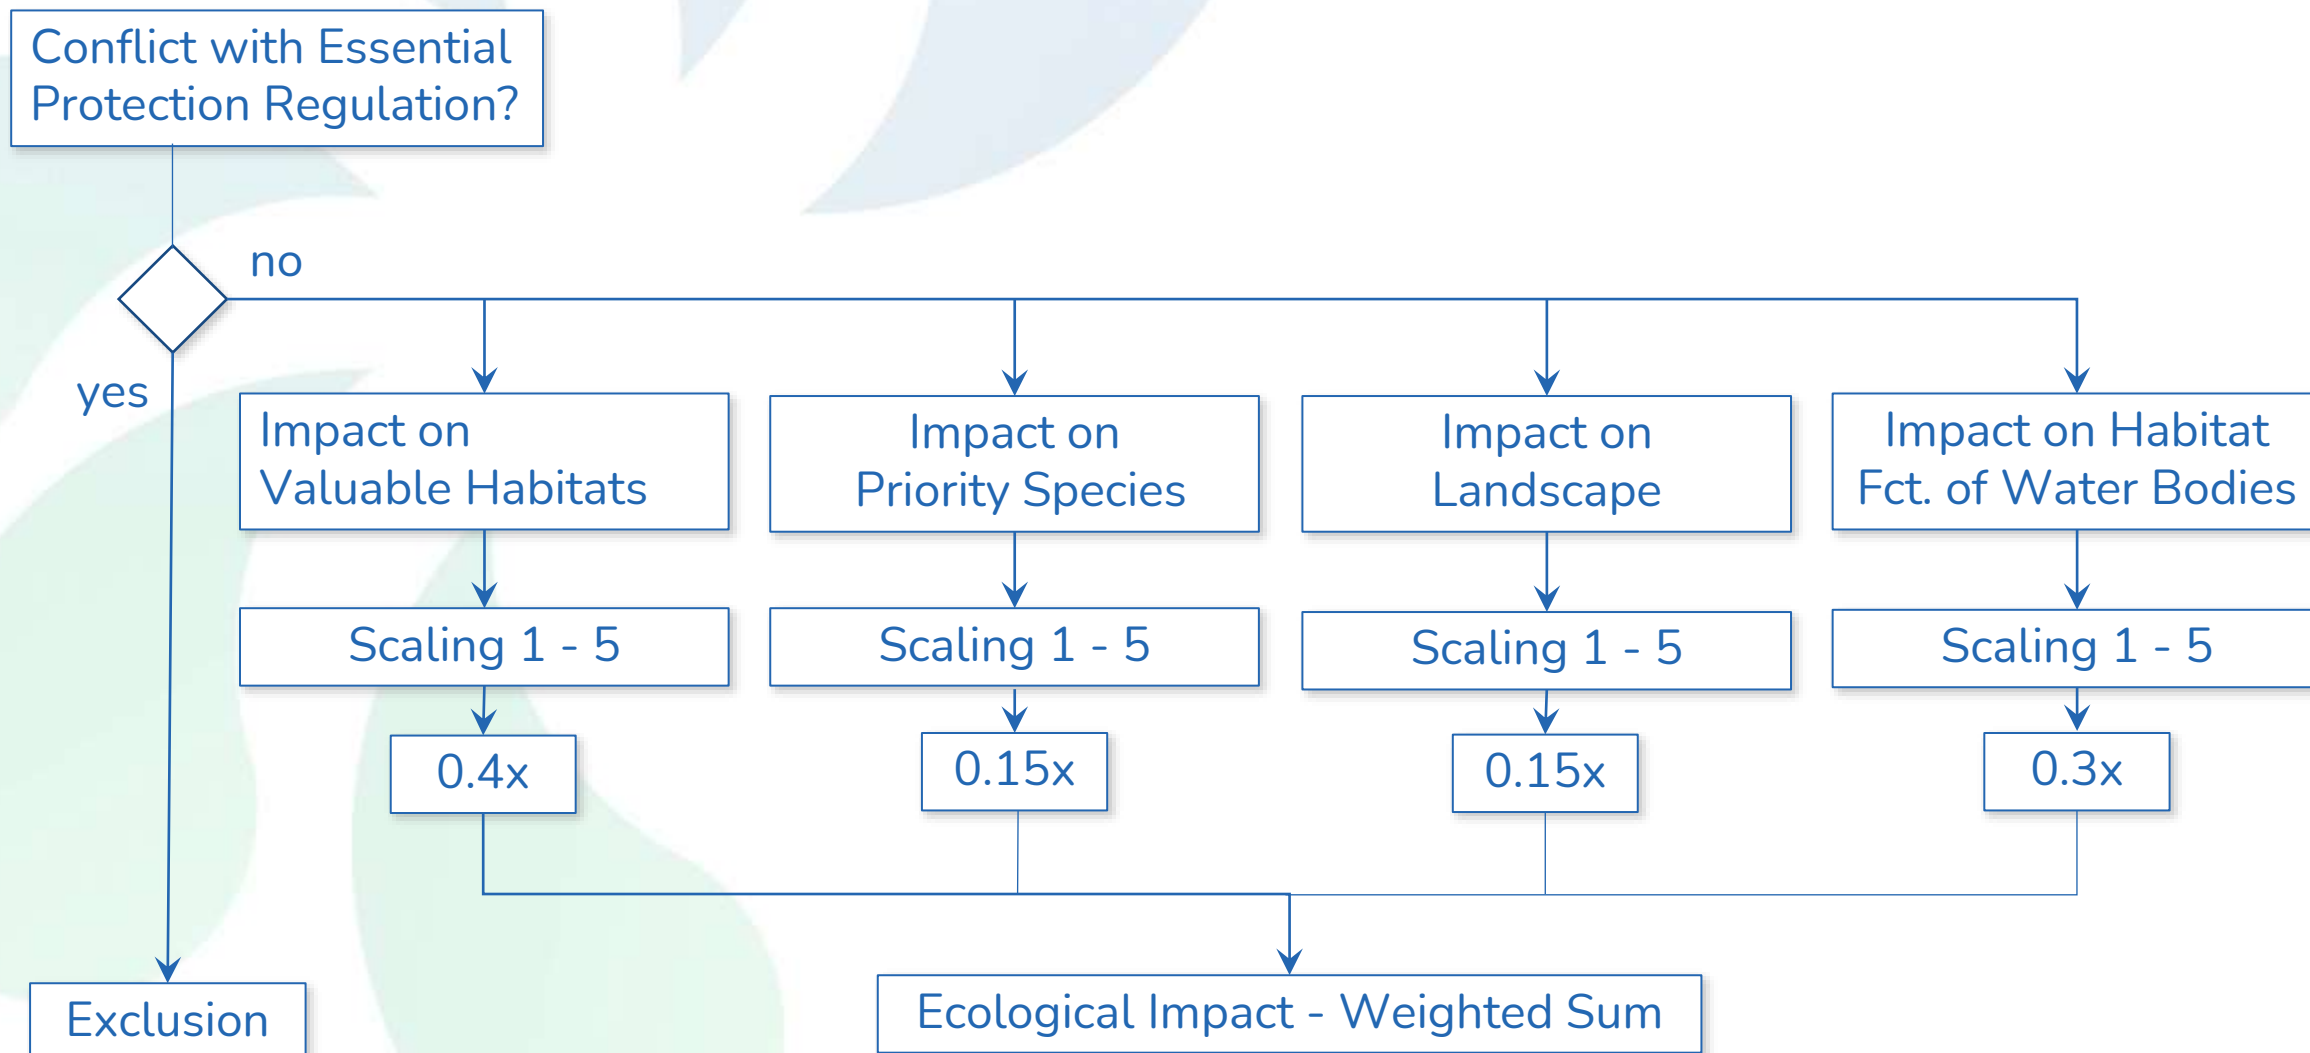 Conflict with Essential
Protection Regulation?
no
yes
Impact on
Valuable Habitats
Impact on
Priority Species
Impact on
Landscape
Impact on Habitat
Fct. of Water Bodies
Scaling 1 - 5
Scaling 1 - 5
Scaling 1 - 5
Scaling 1 - 5
0.4x
0.15x
0.15x
0.3x
Exclusion
Ecological Impact - Weighted Sum